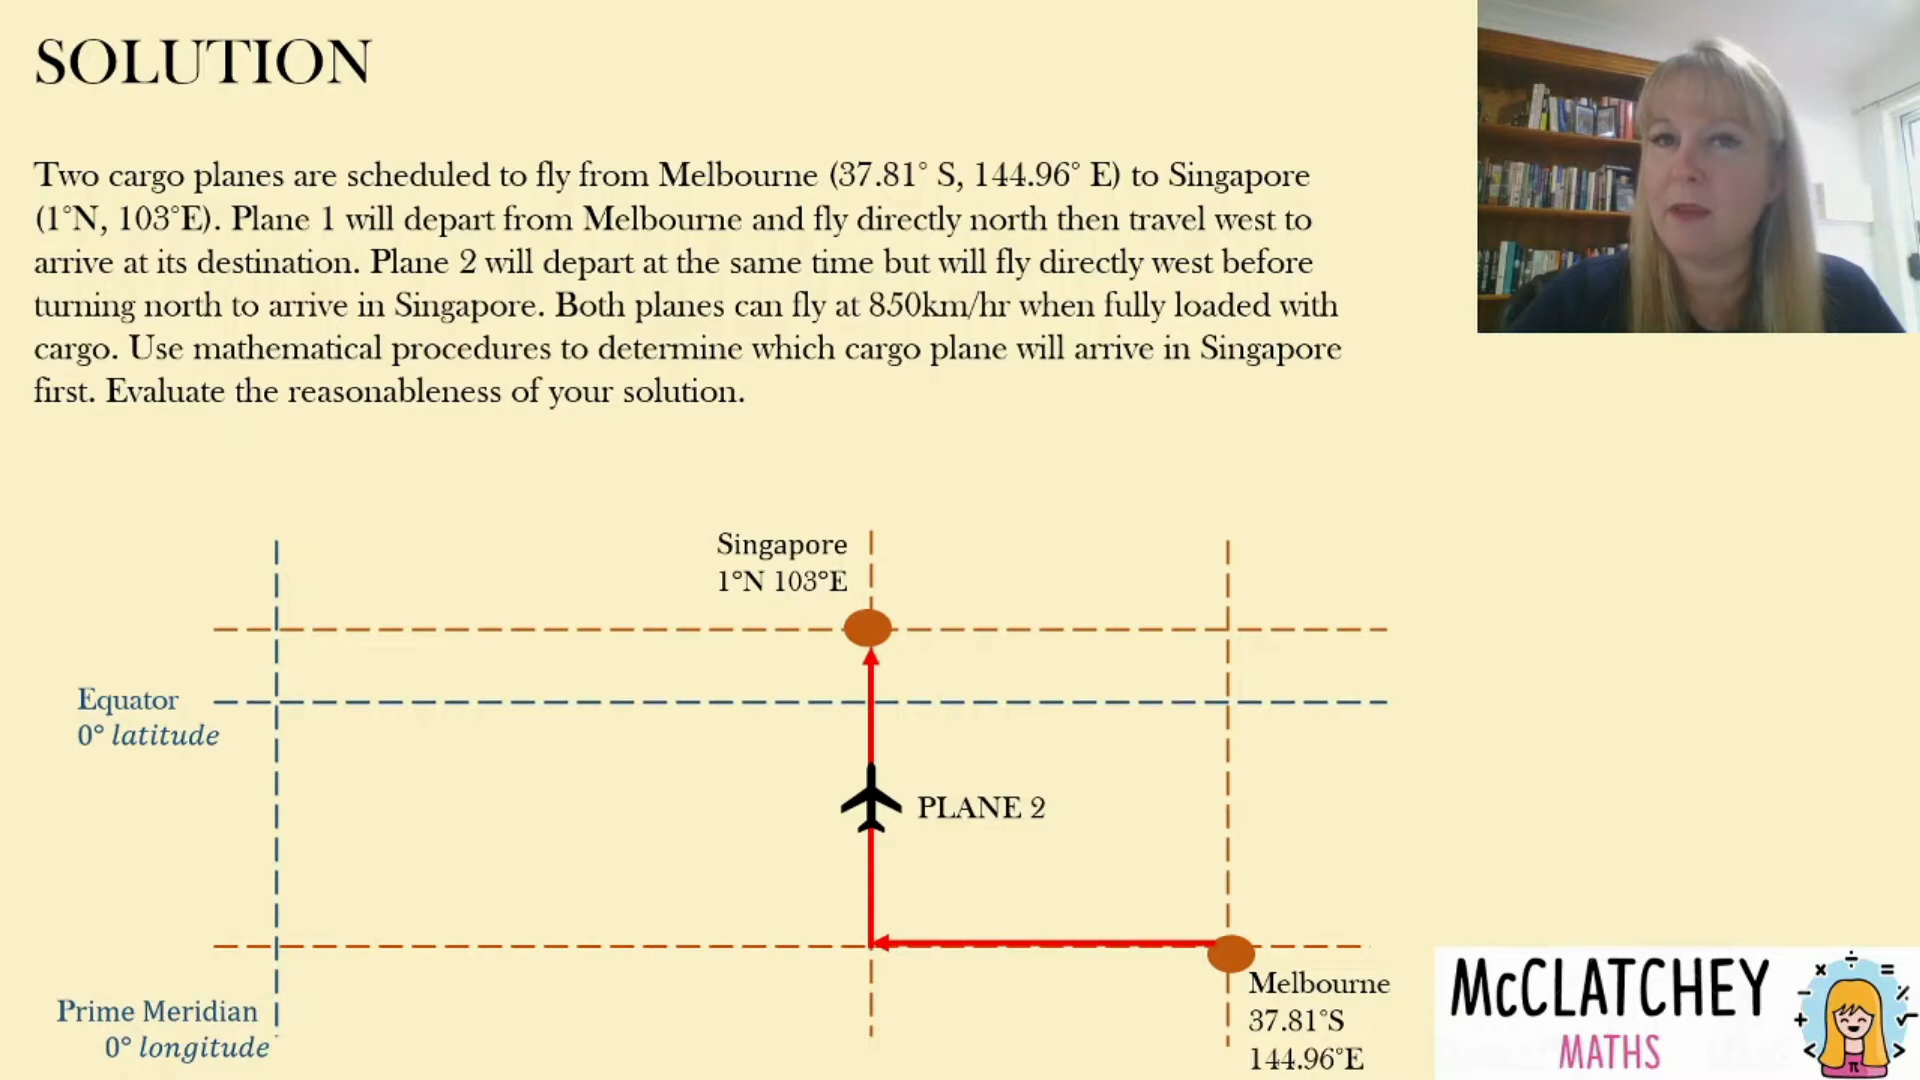 SOLUTION
Two cargo planes are scheduled to fly from Melbourne (37.81° S, 144.96° E) to Singapore
(1°N, 103°E). Plane 1 will depart from Melbourne and fly directly north then travel west to
arrive at its destination. Plane 2 will depart at the same time but will fly directly west before
turning north to arrive in Singapore. Both planes can fly at 850km/hr when fully loaded with
cargo. Use mathematical procedures to determine which cargo plane will arrive in Singapore
first. Evaluate the reasonableness of your solution.
Singapore
1°N 103°E
Equator
0° latitude
PLANE 2
Prime Meridian
0° longitude
Melbourne
37.81°S
144.96°E
McCLATCHEY
MATHS